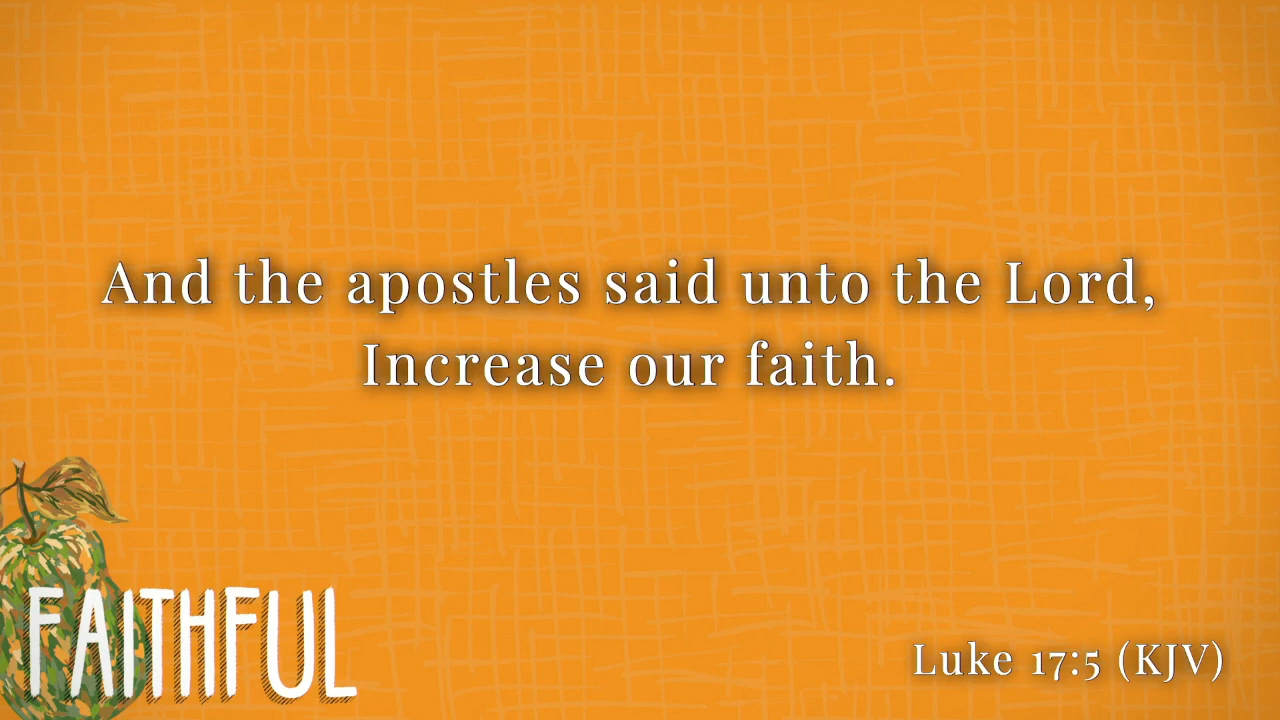 And the apostles said unto the Lord,
Increase our faith.
FAITHFUL
Luke 17:5 (KJV)